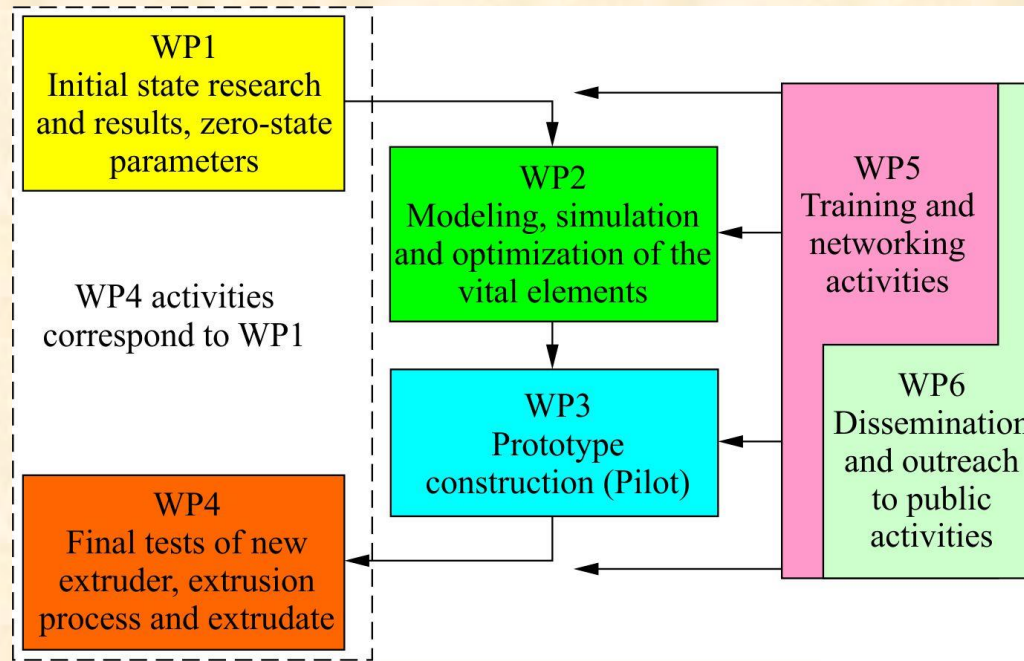 WP1
Initial state research
and results, zero-state
parameters
WP2
Modeling, simulation
and optimization of the
vital elements
WP5
Training and
networking
activities
WP4 activities
correspond to WP1
WP3
Prototype
construction (Pilot)
WP6
Dissemination
and outreach
to public
activities
WP4
Final tests of new
extruder, extrusion
process and extrudate